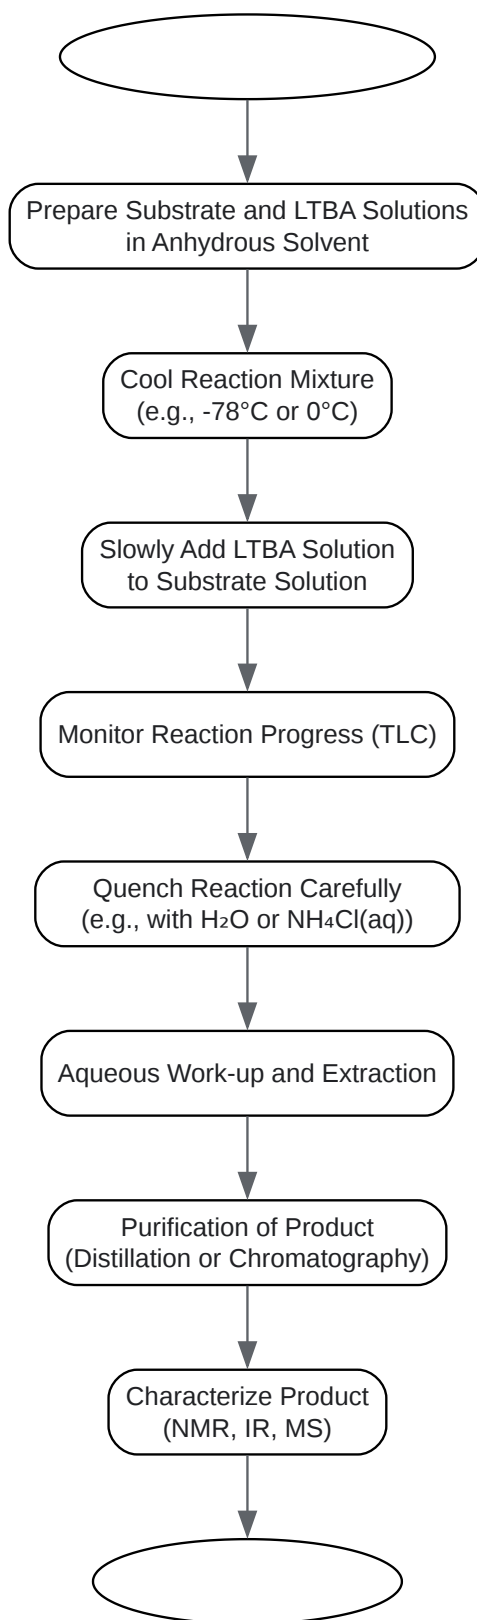 Prepare Substrate and LTBA Solutions
in Anhydrous Solvent
Cool Reaction Mixture
(e.g., -78°C or 0°C)
Slowly Add LTBA Solution
to Substrate Solution
Monitor Reaction Progress (TLC)
Quench Reaction Carefully
(e.g., with H₂O or NH₄Cl(aq))
Aqueous Work-up and Extraction
Purification of Product
(Distillation or Chromatography)
Characterize Product
(NMR, IR, MS)